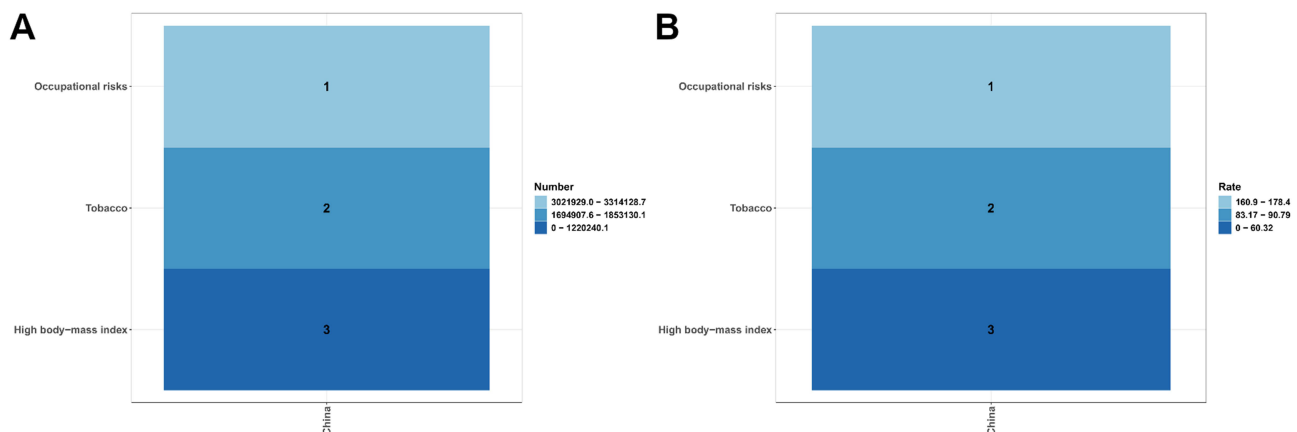 A
Occupational risks
1
Tobacco
2
High body−mass index
3
China
Number
3021929.0 − 3314128.7
1694907.6 − 1853130.1
0 − 1220240.1
B
Occupational risks
1
Tobacco
2
High body−mass index
3
China
Rate
160.9 − 178.4
83.17 − 90.79
0 − 60.32